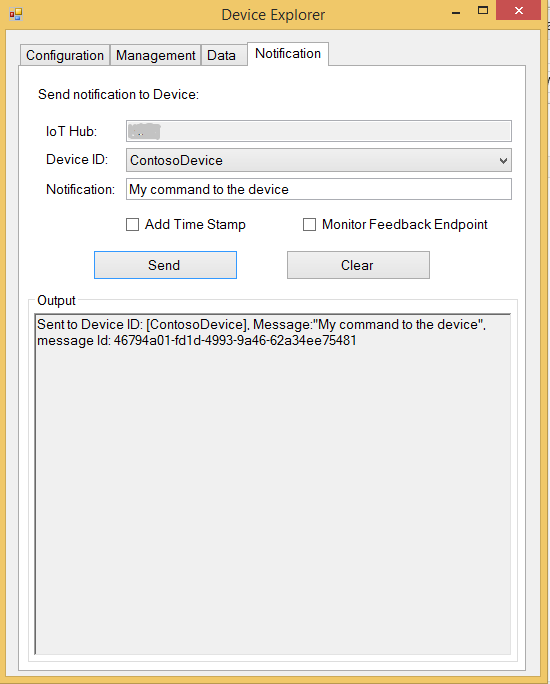 Device Explorer
Configuration Management Data Notification
Send notification to Device:
IoT Hub:
Device ID: ContosoDevice
Notification: My command to the device
Add Time Stamp Monitor Feedback Endpoint
Send Clear
Output
Sent to Device ID: [ContosoDevice], Message:"My command to the device",
message Id: 46794a01-fd1d-4993-9a46-62a34ee75481